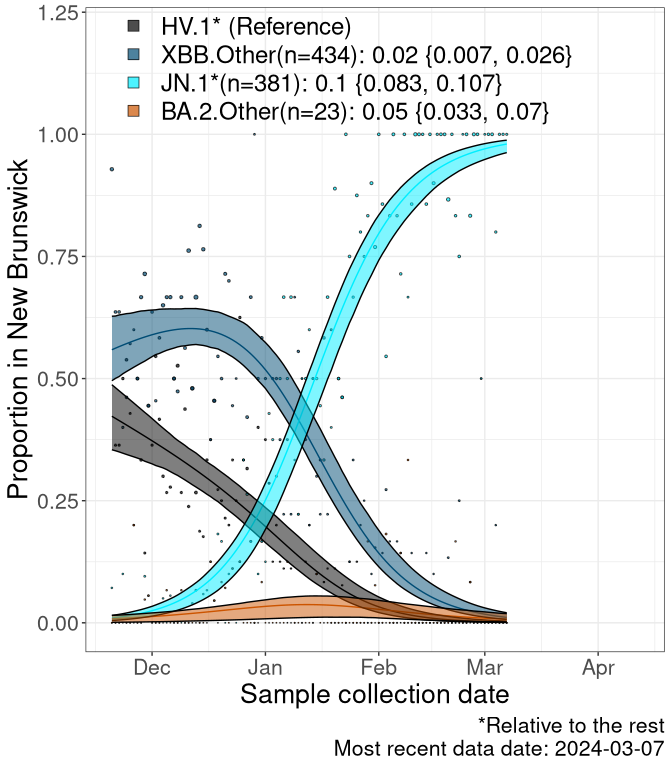 HV.1* (Reference)
XBB.Other(n=434): 0.02 {0.007, 0.026}
JN.1*(n=381): 0.1 {0.083, 0.107}
BA.2.Other(n=23): 0.05 {0.033, 0.07}
Proportion in New Brunswick
1.25
1.00
0.75
0.50
0.25
0.00
Dec Jan Feb Mar Apr
Sample collection date
*Relative to the rest
Most recent data date: 2024-03-07